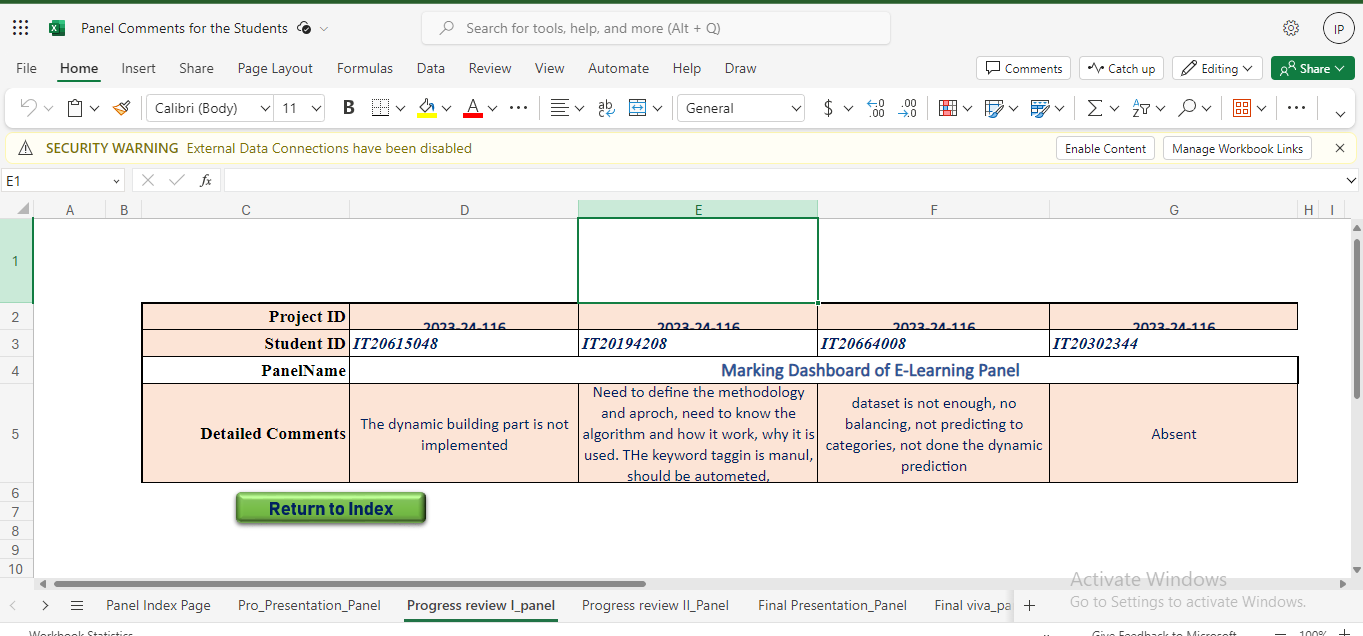 Panel Comments for the Students
Search for tools, help, and more (Alt + Q)
IP
File Home Insert Share Page Layout Formulas Data Review View Automate Help Draw
Comments Catch up Editing Share
Calibri (Body) 11 B A ab General $ .00 .00 .0
SECURITY WARNING External Data Connections have been disabled Enable Content Manage Workbook Links
E1 fx
A B C D E F G H I
1
2 Project ID 2023-24-116 2023-24-116 2023-24-116 2023-24-116
3 Student ID IT20615048 IT20194208 IT20664008 IT20302344
4 PanelName Marking Dashboard of E-Learning Panel
5 Detailed Comments
The dynamic building part is not
implemented
Need to define the methodology
and aproch, need to know the
algorithm and how it work, why it is
used. THe keyword taggin is manul,
should be autometed,
dataset is not enough, no
balancing, not predicting to
categories, not done the dynamic
prediction
Absent
6
7
Return to Index
8
9
10
Activate Windows
Go to Settings to activate Windows.
Panel Index Page Pro_Presentation_Panel Progress review I_panel Progress review II_Panel Final Presentation_Panel Final viva_pa
Workbook Statistics Give Feedback to Microsoft 100%